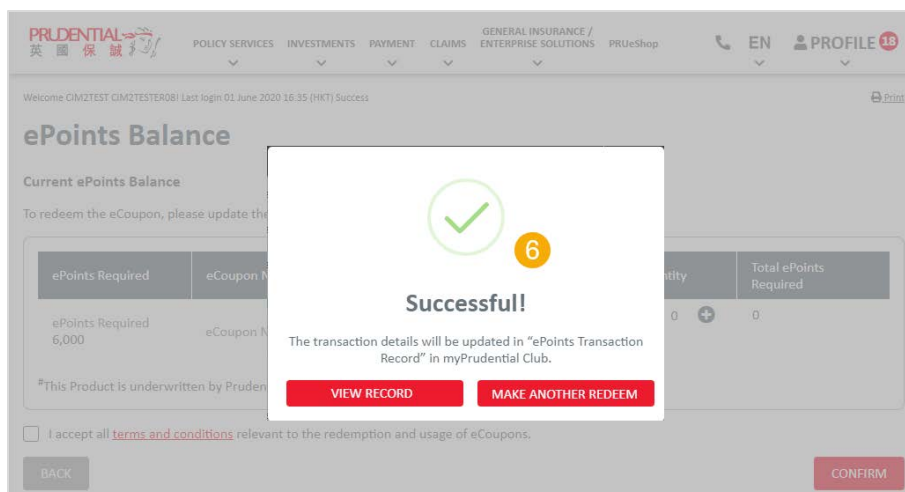 PRUDENTIAL
英國保誠
POLICY SERVICES
INVESTMENTS
PAYMENT
CLAIMS
GENERAL INSURANCE /
ENTERPRISE SOLUTIONS
PRUeShop
EN
PROFILE 18
Welcome CIM2TEST CIM2TESTER08! Last login 01 June 2020 16:35 (HKT) Success
Print
ePoints Balance
Current ePoints Balance
To redeem the eCoupon, please update the
ePoints Required
eCoupon N
ntity
Total ePoints
Required
ePoints Required
6,000
eCoupon N
0
0
#This Product is underwritten by Pruden
6
Successful!
The transaction details will be updated in “ePoints Transaction
Record” in myPrudential Club.
VIEW RECORD
MAKE ANOTHER REDEEM
I accept all terms and conditions relevant to the redemption and usage of eCoupons.
BACK
CONFIRM